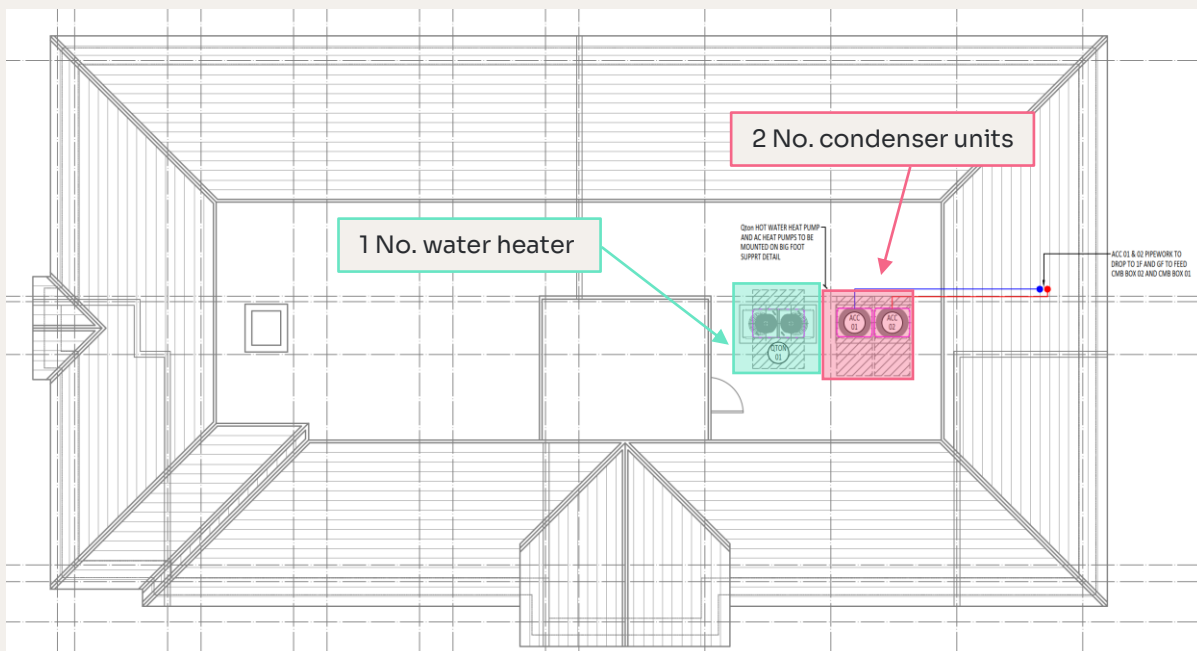 2 No. condenser units
1 No. water heater
Qton HOT WATER HEAT PUMP
AND AC HEAT PUMPS TO BE
MOUNTED ON BIG FOOT
SUPPRT DETAIL
ACC 01 & 02 PIPEWORK TO
DROP TO 1F AND GF TO FEED
CMB BOX 02 AND CMB BOX 01
ACC
01
ACC
02
QTON
01